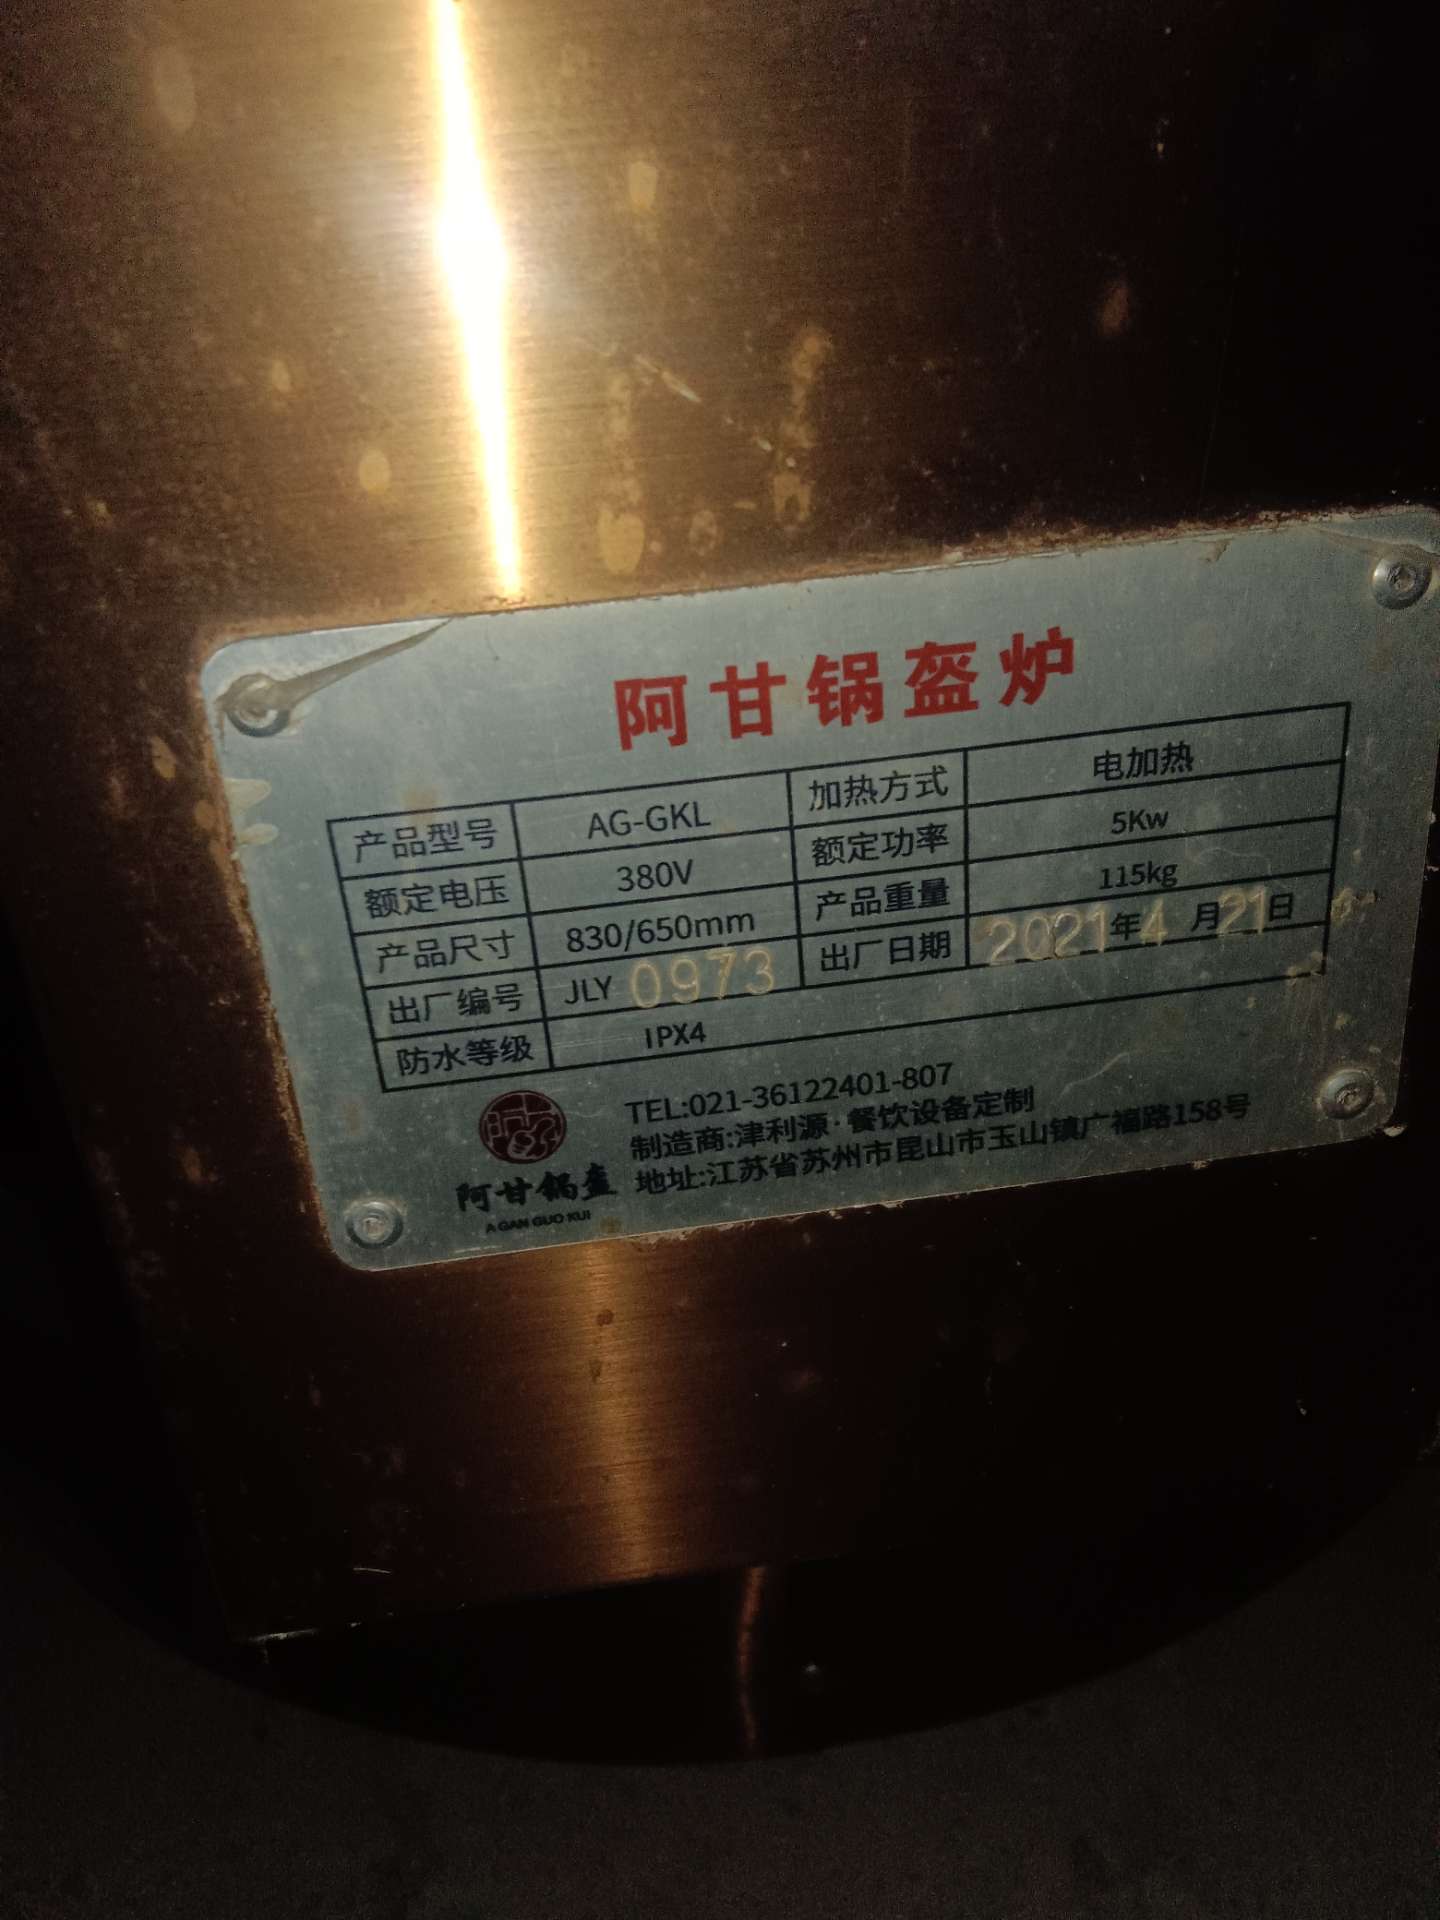 阿甘锅盔炉
产品型号 AG-GKL 加热方式 电加热
额定电压 380V 额定功率 5Kw
产品尺寸 830/650mm 产品重量 115kg
出厂编号 JLY 0973 出厂日期 2021年4月21日
防水等级 IPX4
TEL:021-36122401-807
制造商:津利源·餐饮设备定制
地址:江苏省苏州市昆山市玉山镇广福路158号
阿甘锅盔
A GAN GUO KUI